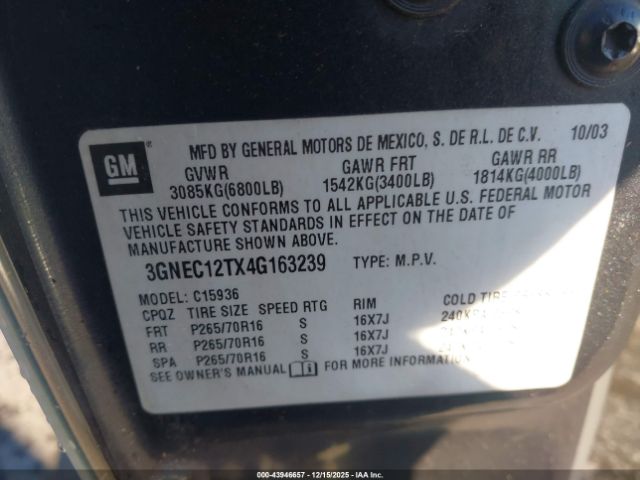 GM
®
MFD BY GENERAL MOTORS DE MEXICO, S. DE R.L. DE C.V. 10/03
GVWR GAWR FRT GAWR RR
3085KG(6800LB) 1542KG(3400LB) 1814KG(4000LB)
THIS VEHICLE CONFORMS TO ALL APPLICABLE U.S. FEDERAL MOTOR
VEHICLE SAFETY STANDARDS IN EFFECT ON THE DATE OF
MANUFACTURE SHOWN ABOVE.
3GNEC12TX4G163239 TYPE: M.P.V.
MODEL: C15936
CPQZ TIRE SIZE SPEED RTG RIM COLD TIRE
FRT P265/70R16 S 16X7J
RR P265/70R16 S 16X7J
SPA P265/70R16 S 16X7J
SEE OWNER'S MANUAL FOR MORE INFORMATION
000-43946657 - 12/15/2025 - IAAI.com